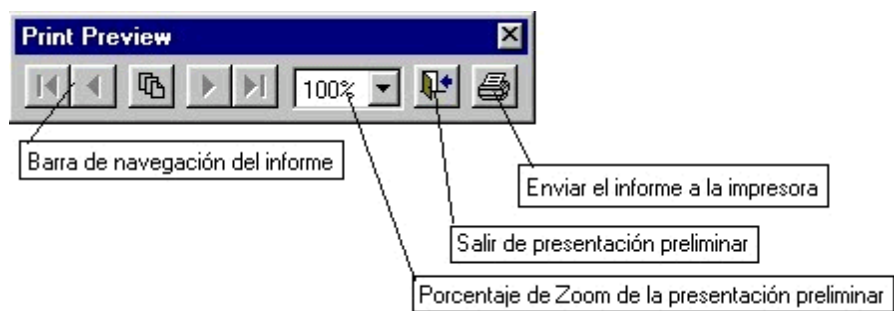 Print Preview
100%
Barra de navegación del informe
Enviar el informe a la impresora
Salir de presentación preliminar
Porcentaje de Zoom de la presentación preliminar